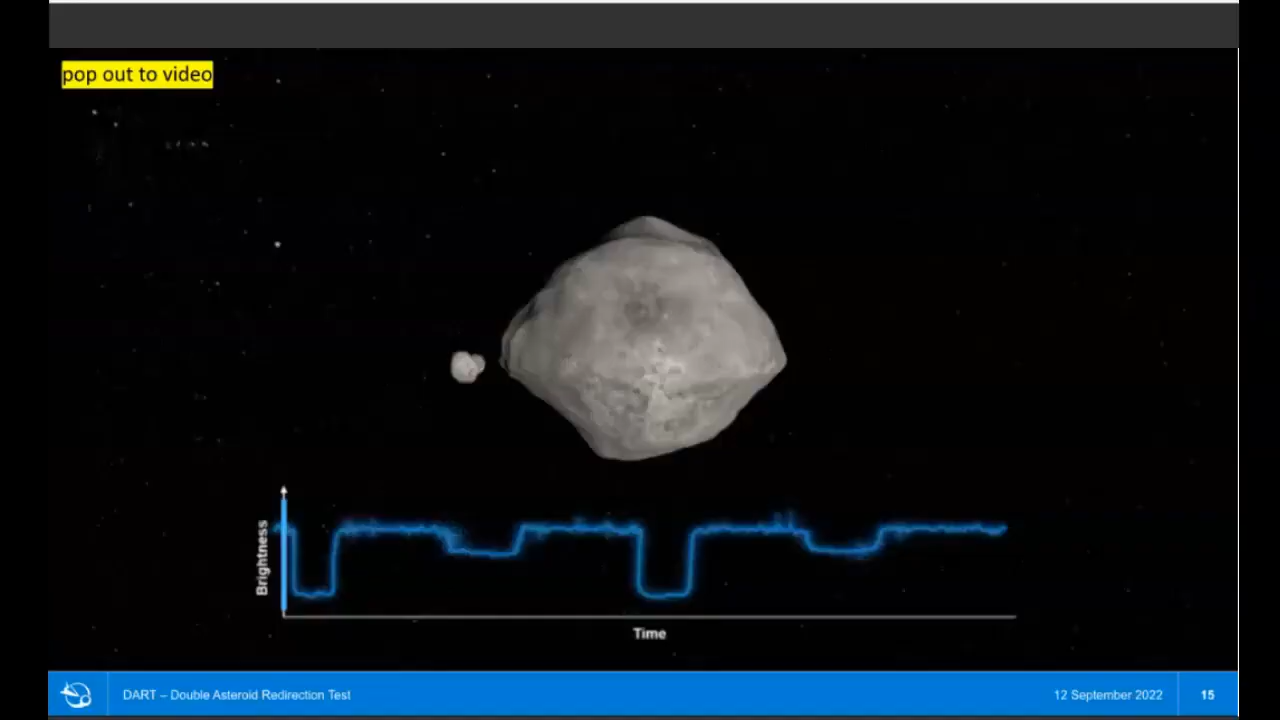 pop out to video
Brightness
Time
DART – Double Asteroid Redirection Test
12 September 2022
15